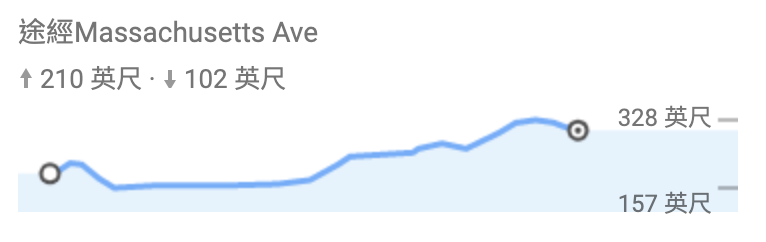 途經Massachusetts Ave
↑ 210 英尺 · ↓ 102 英尺
328 英尺
157 英尺